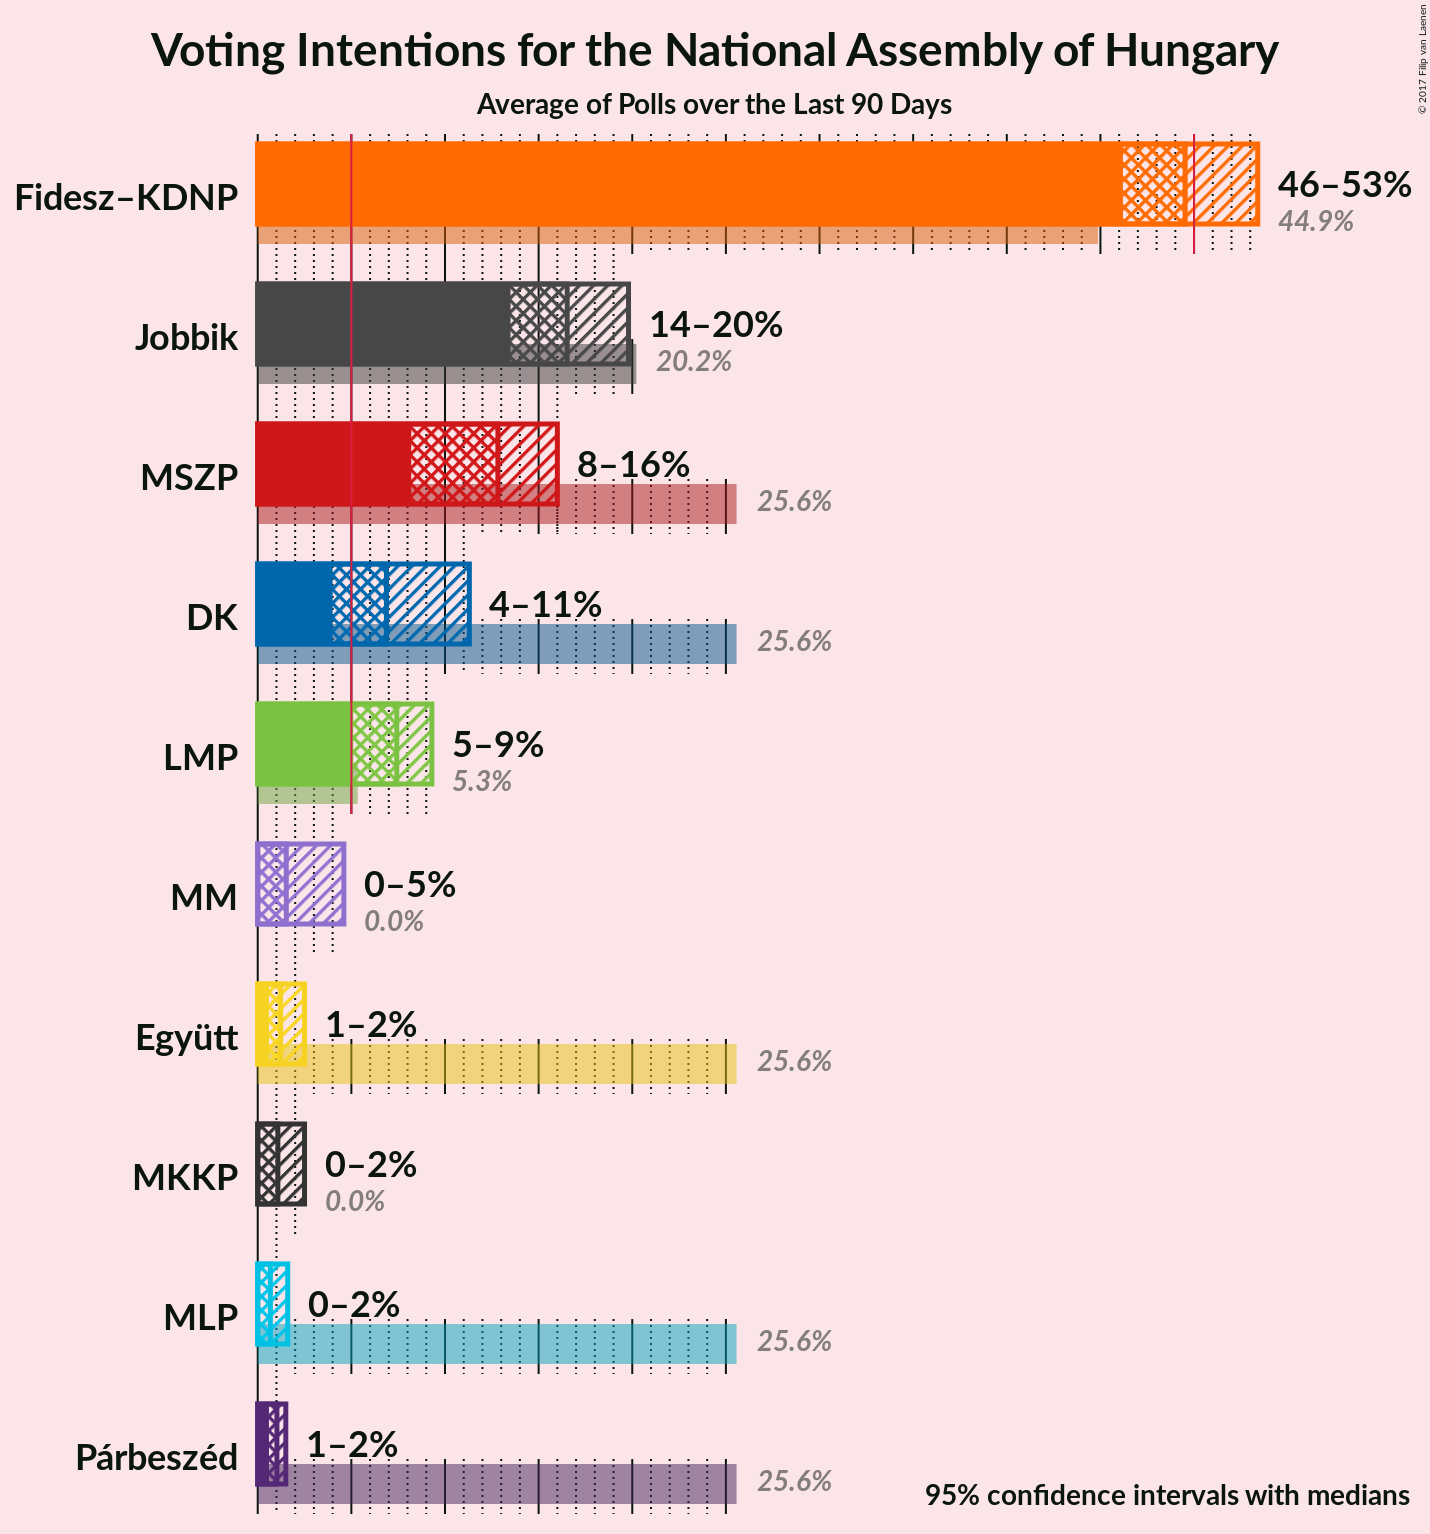 Voting Intentions for the National Assembly of Hungary
Average of Polls over the Last 90 Days
© 2017 Filip van Laenen
Fidesz–KDNP
46–53%
44.9%
Jobbik
14–20%
20.2%
MSZP
8–16%
25.6%
DK
4–11%
25.6%
LMP
5–9%
5.3%
MM
0–5%
0.0%
Együtt
1–2%
25.6%
MKKP
0–2%
0.0%
MLP
0–2%
25.6%
Párbeszéd
1–2%
25.6%
95% confidence intervals with medians